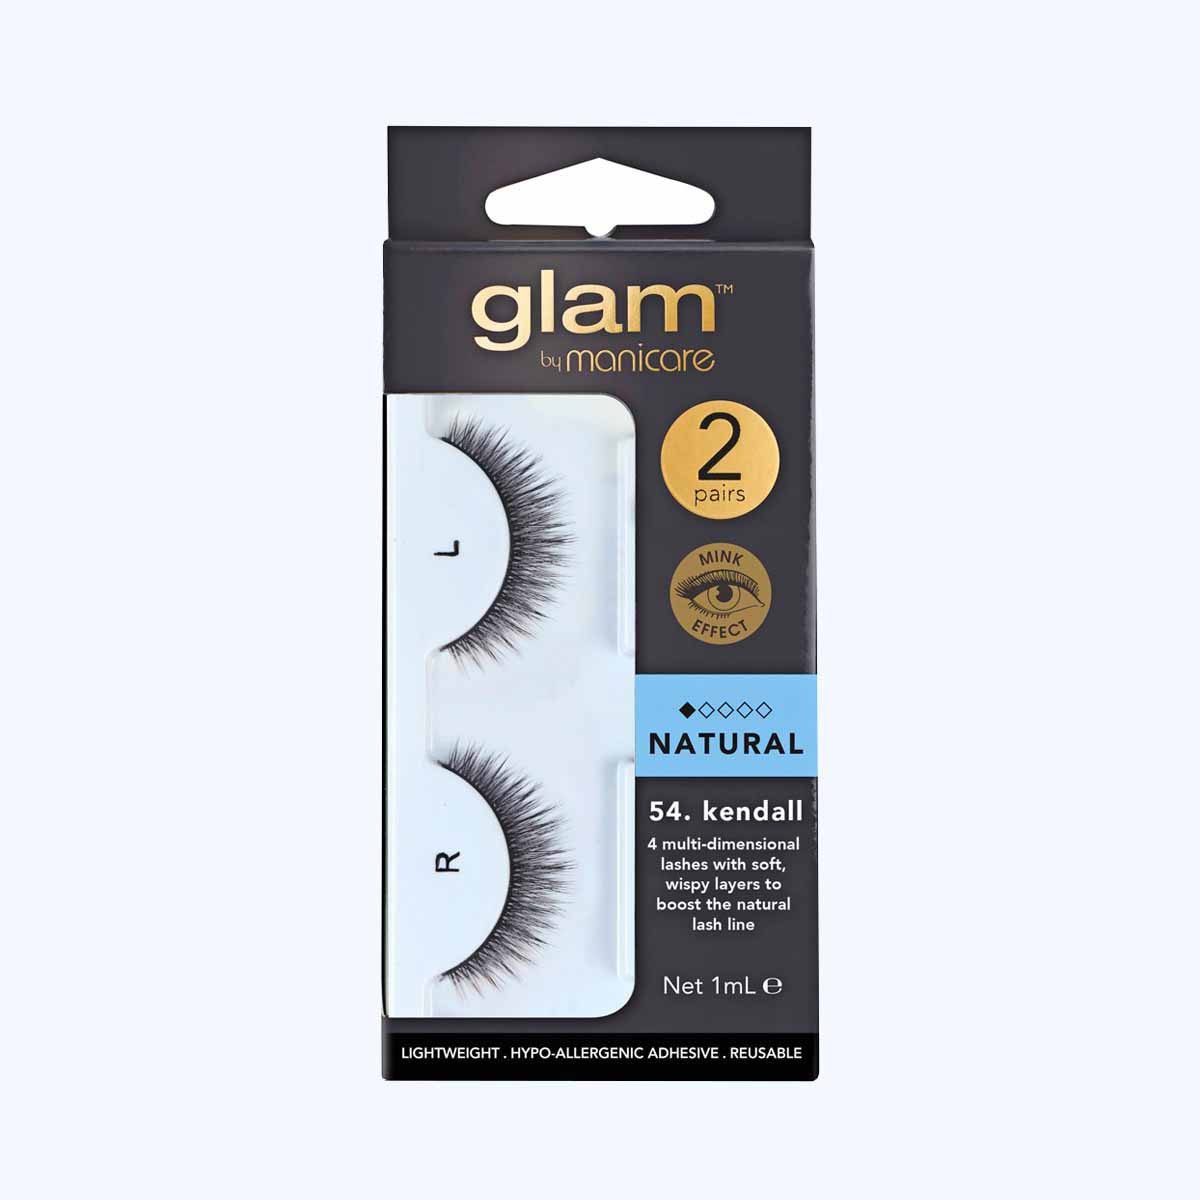 glam™
by manicare
2
pairs
MINK
EFFECT
L
NATURAL
54. kendall
4 multi-dimensional
lashes with soft,
wispy layers to
boost the natural
lash line
R
Net 1mL ℮
LIGHTWEIGHT . HYPO-ALLERGENIC ADHESIVE . REUSABLE